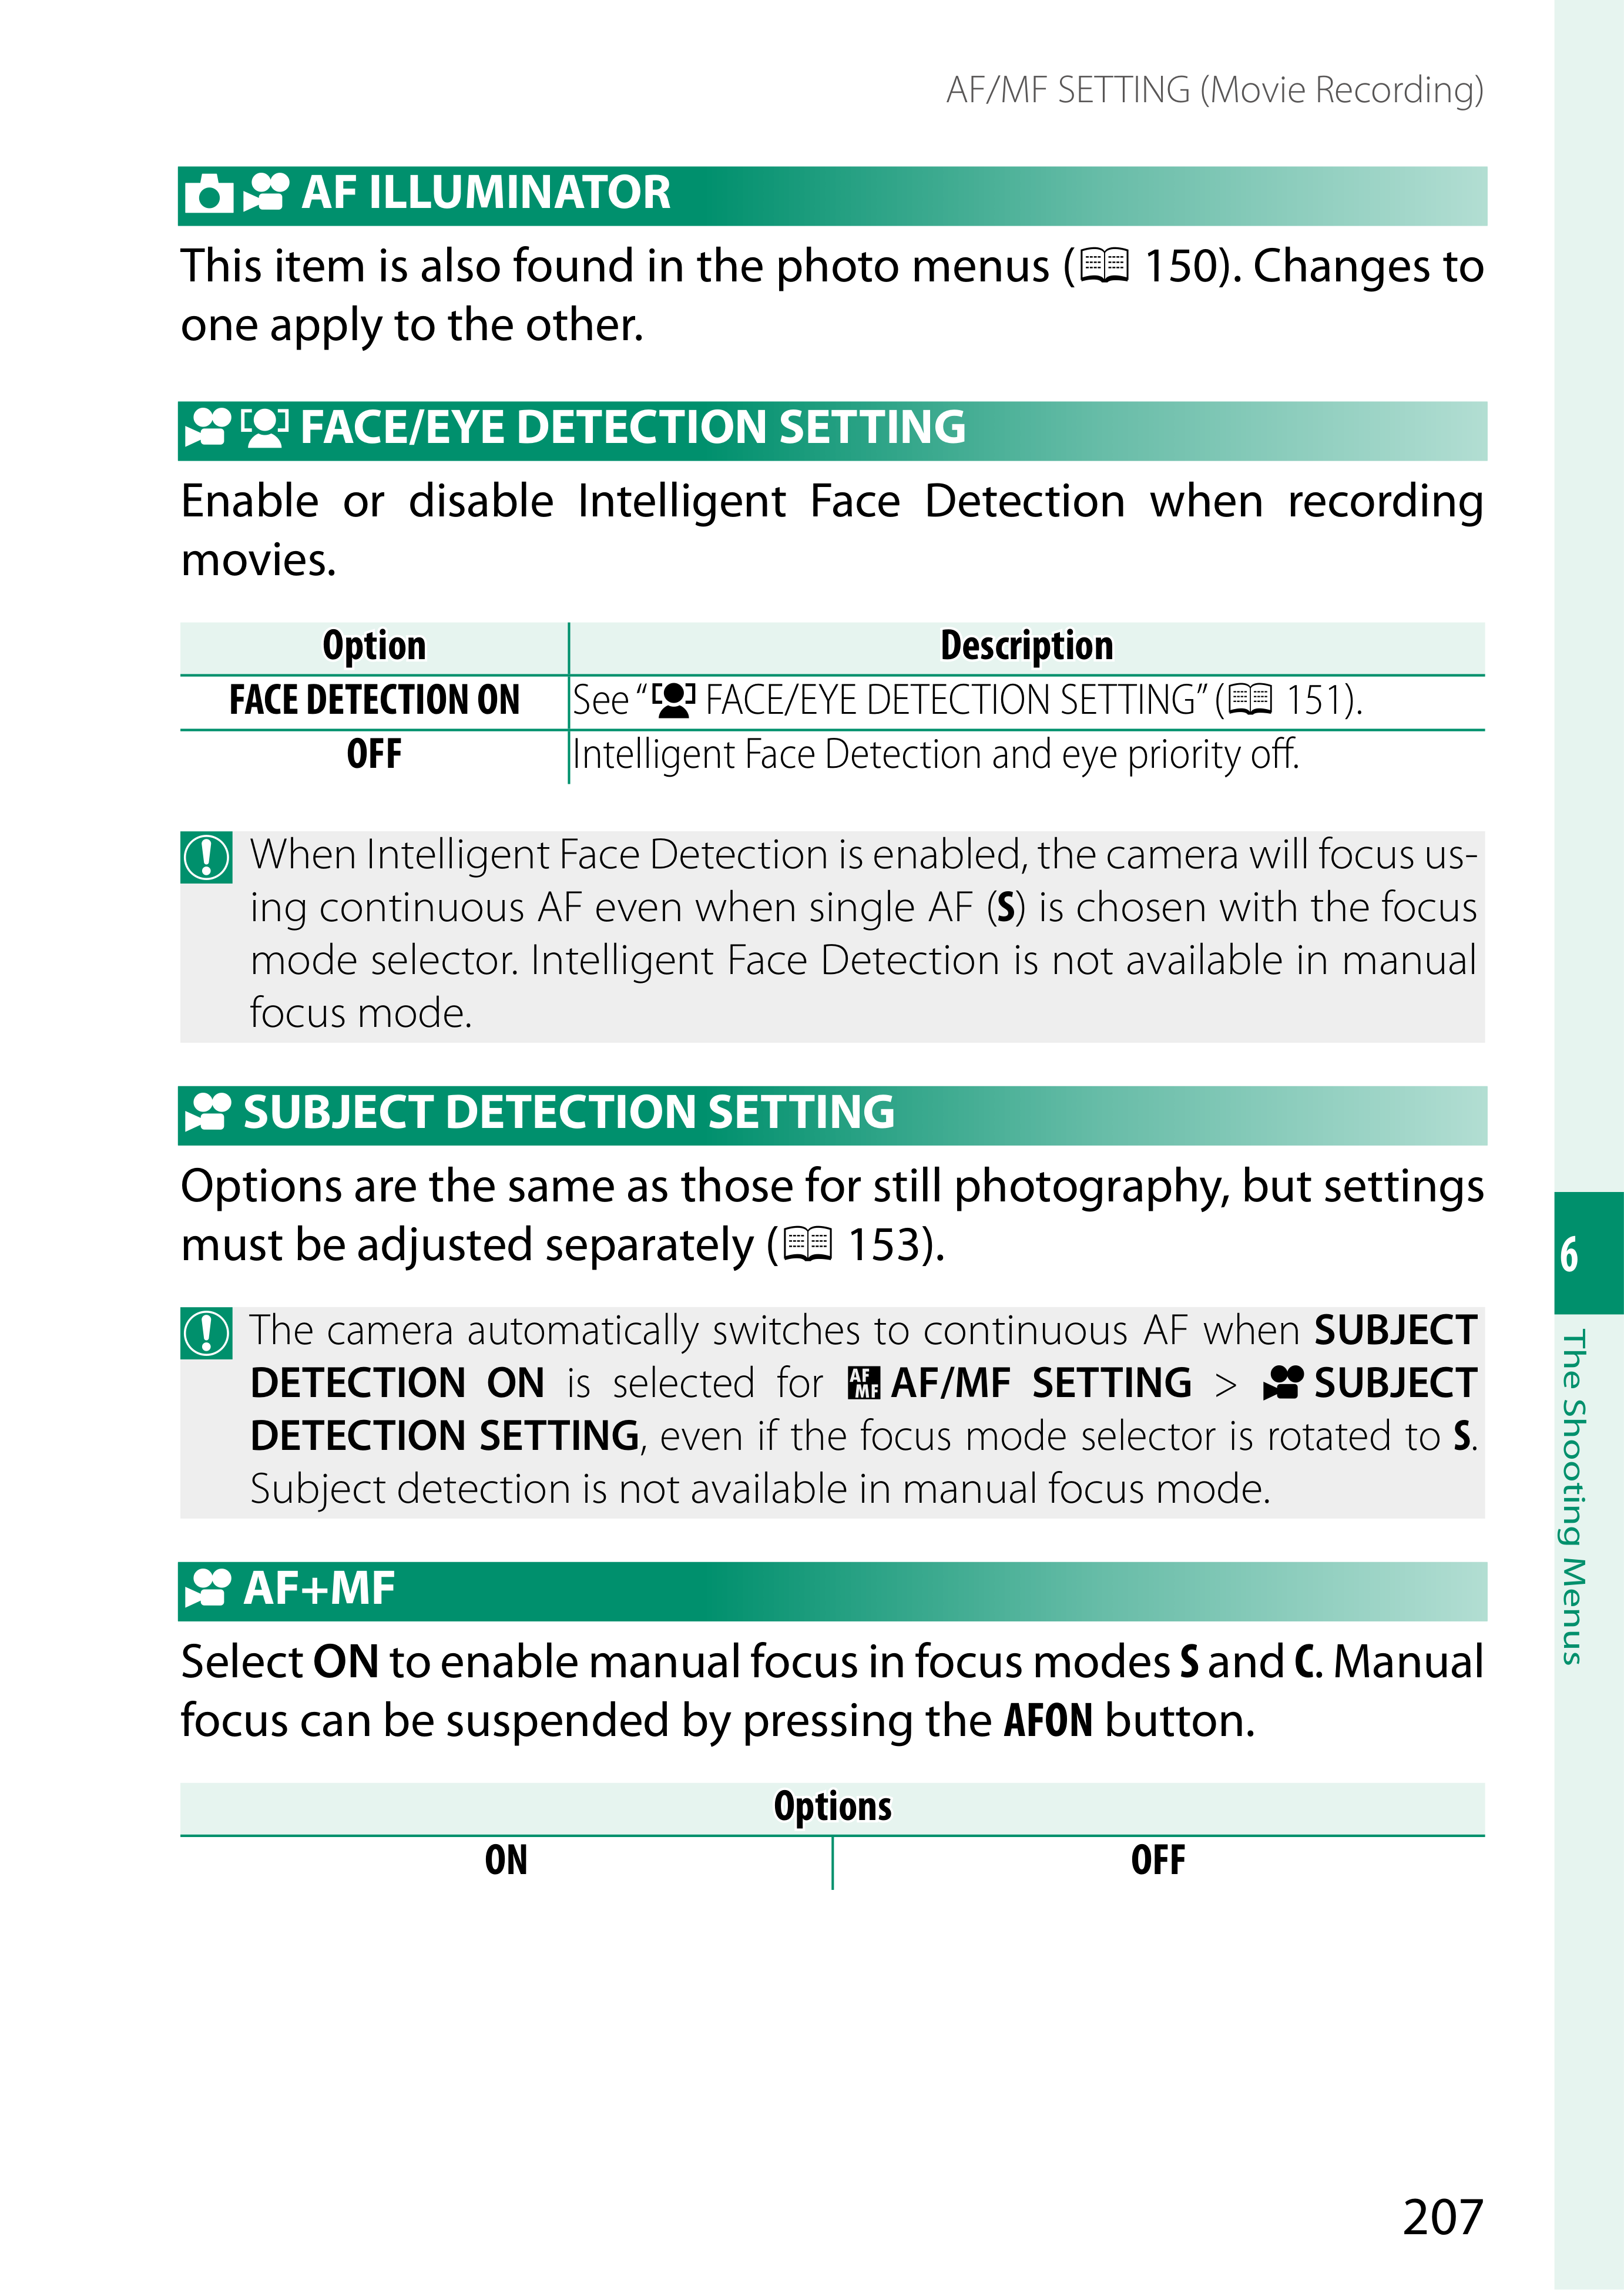 AF/MF SETTING (Movie Recording)
AF ILLUMINATOR
This item is also found in the photo menus ( 150). Changes to
one apply to the other.
FACE/EYE DETECTION SETTING
Enable or disable Intelligent Face Detection when recording
movies.
Option Description
FACE DETECTION ON See “ FACE/EYE DETECTION SETTING” ( 151).
OFF Intelligent Face Detection and eye priority off.
When Intelligent Face Detection is enabled, the camera will focus us-
ing continuous AF even when single AF (S) is chosen with the focus
mode selector. Intelligent Face Detection is not available in manual
focus mode.
SUBJECT DETECTION SETTING
Options are the same as those for still photography, but settings
must be adjusted separately ( 153).
The camera automatically switches to continuous AF when SUBJECT
DETECTION ON is selected for AF MF AF/MF SETTING > SUBJECT
DETECTION SETTING, even if the focus mode selector is rotated to S.
Subject detection is not available in manual focus mode.
AF+MF
Select ON to enable manual focus in focus modes S and C. Manual
focus can be suspended by pressing the AFON button.
Options
ON OFF
6
The Shooting Menus
207